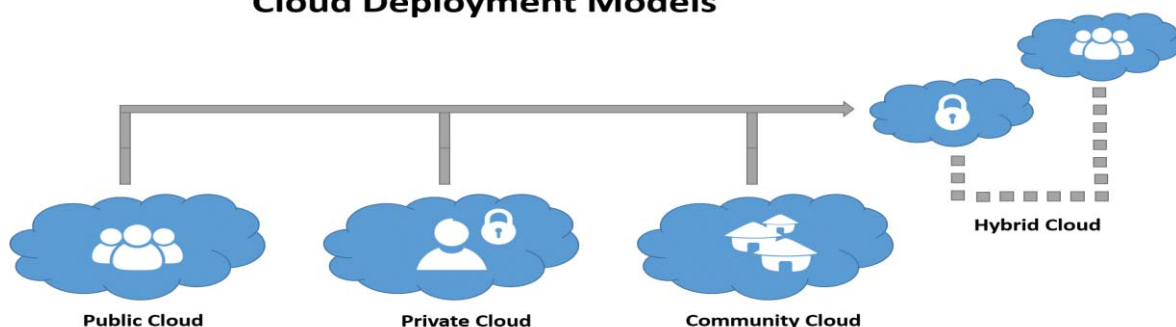 Cloud Deployment Models
Hybrid Cloud
Public Cloud
Private Cloud
Community Cloud